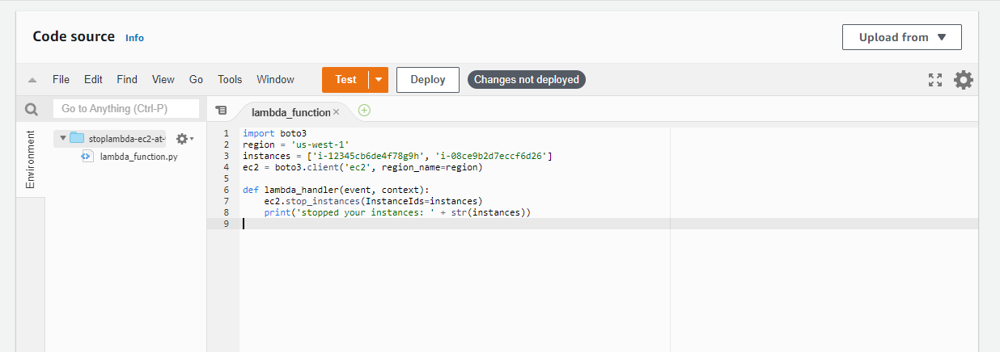 Code source Info
Upload from
File Edit Find View Go Tools Window Test Deploy Changes not deployed
Go to Anything (Ctrl-P)
lambda_function
Environment
stoplambda-ec2-at-
lambda_function.py
1 import boto3
2 region = 'us-west-1'
3 instances = ['i-12345cb6de4f78g9h', 'i-08ce9b2d7eccf6d26']
4 ec2 = boto3.client('ec2', region_name=region)
5
6 def lambda_handler(event, context):
7 ec2.stop_instances(InstanceIds=instances)
8 print('stopped your instances: ' + str(instances))
9